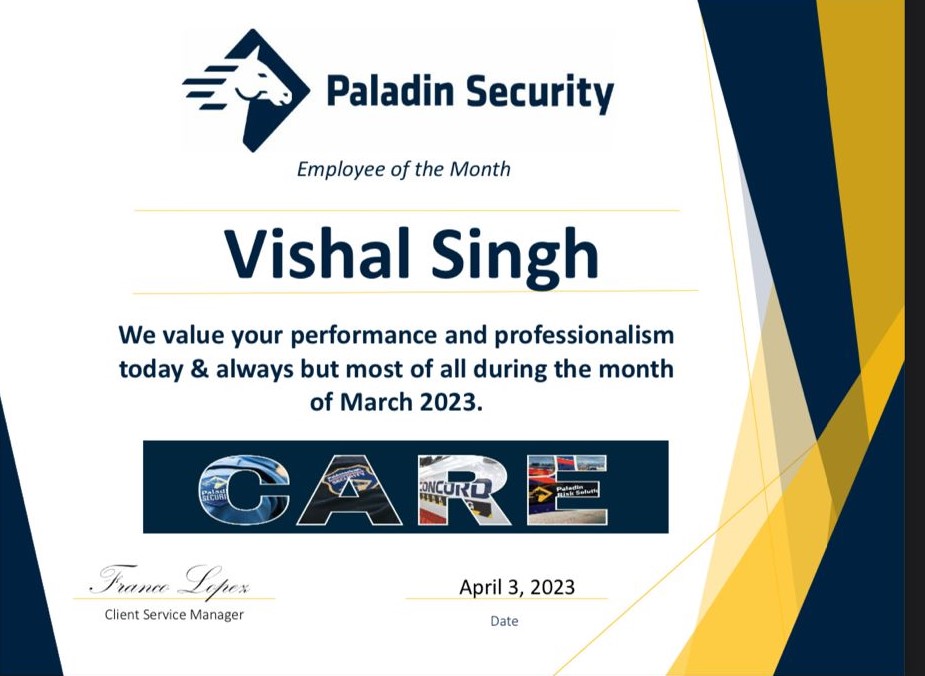 Paladin Security
Employee of the Month
Vishal Singh
We value your performance and professionalism
today & always but most of all during the month
of March 2023.
CARE
Franco Lopez
Client Service Manager
April 3, 2023
Date